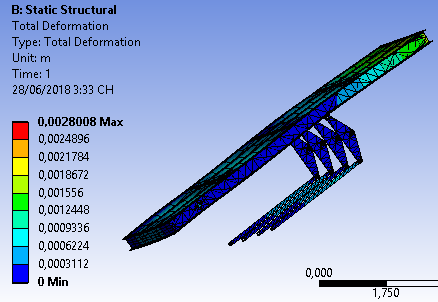 B: Static Structural
Total Deformation
Type: Total Deformation
Unit: m
Time: 1
28/06/2018 3:33 CH
0,0028008 Max
0,0024896
0,0021784
0,0018672
0,001556
0,0012448
0,0009336
0,0006224
0,0003112
0 Min
0,000
1,750